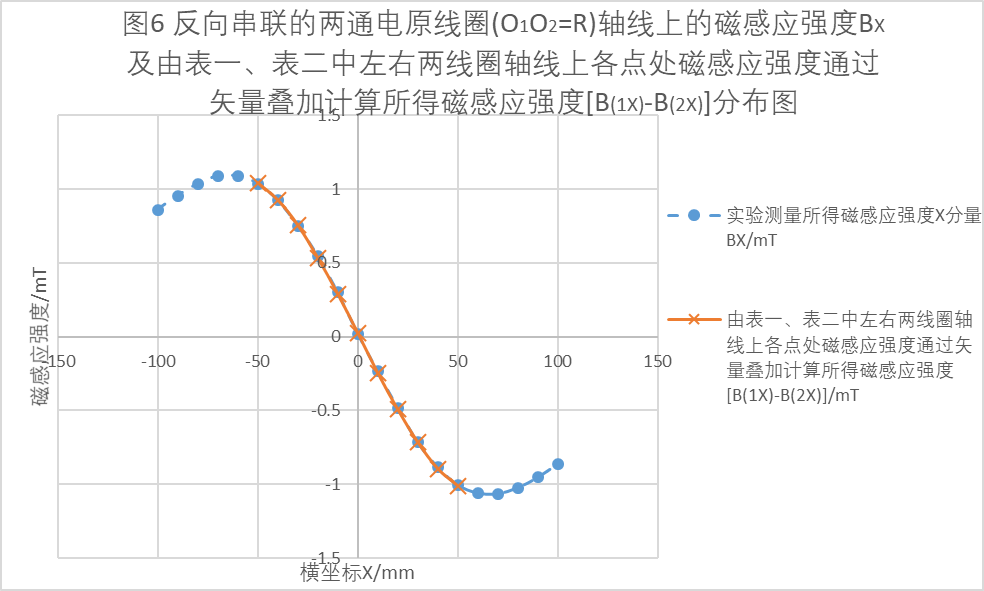 图6 反向串联的两通电原线圈(O1O2=R)轴线上的磁感应强度BX
及由表一、表二中左右两线圈轴线上各点处磁感应强度通过
矢量叠加计算所得磁感应强度[B(1X)-B(2X)]分布图
1.5
1
0.5
0
-0.5
-1
-1.5
-150
-100
-50
0
50
100
150
磁感应强度/mT
横坐标X/mm
实验测量所得磁感应强度X分量
BX/mT
由表一、表二中左右两线圈轴
线上各点处磁感应强度通过矢
量叠加计算所得磁感应强度
[B(1X)-B(2X)]/mT